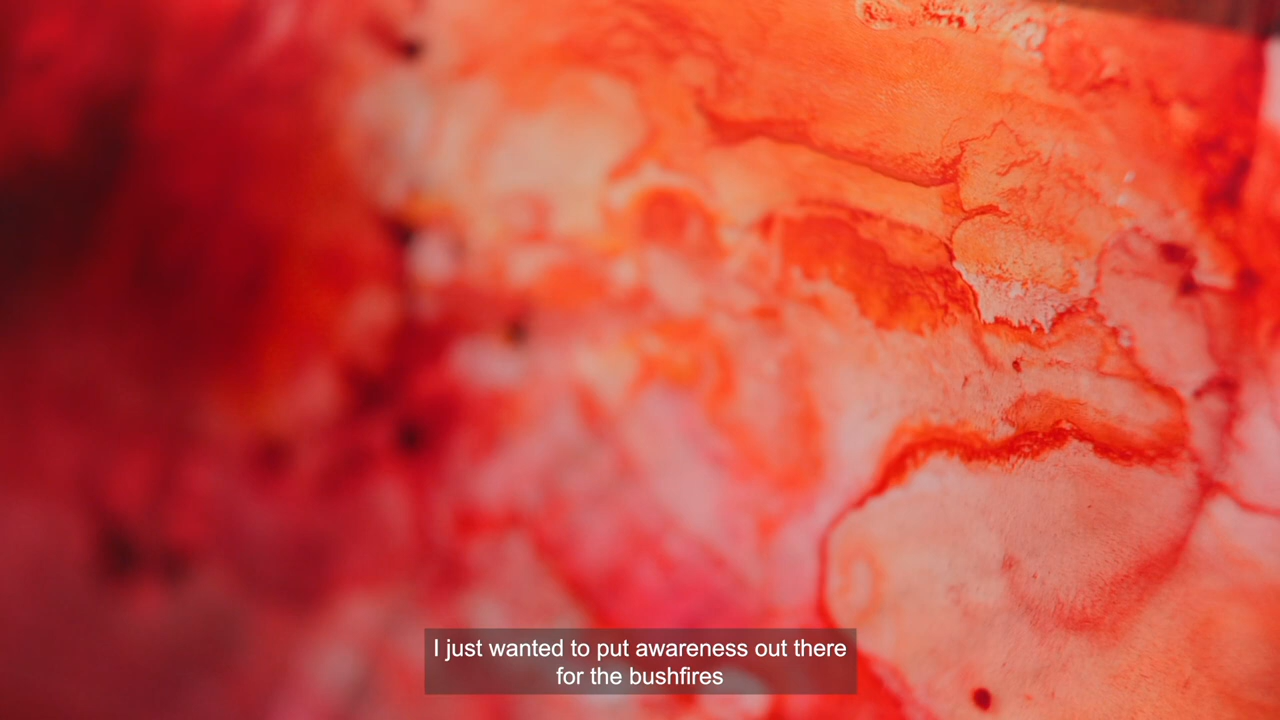 I just wanted to put awareness out there
for the bushfires